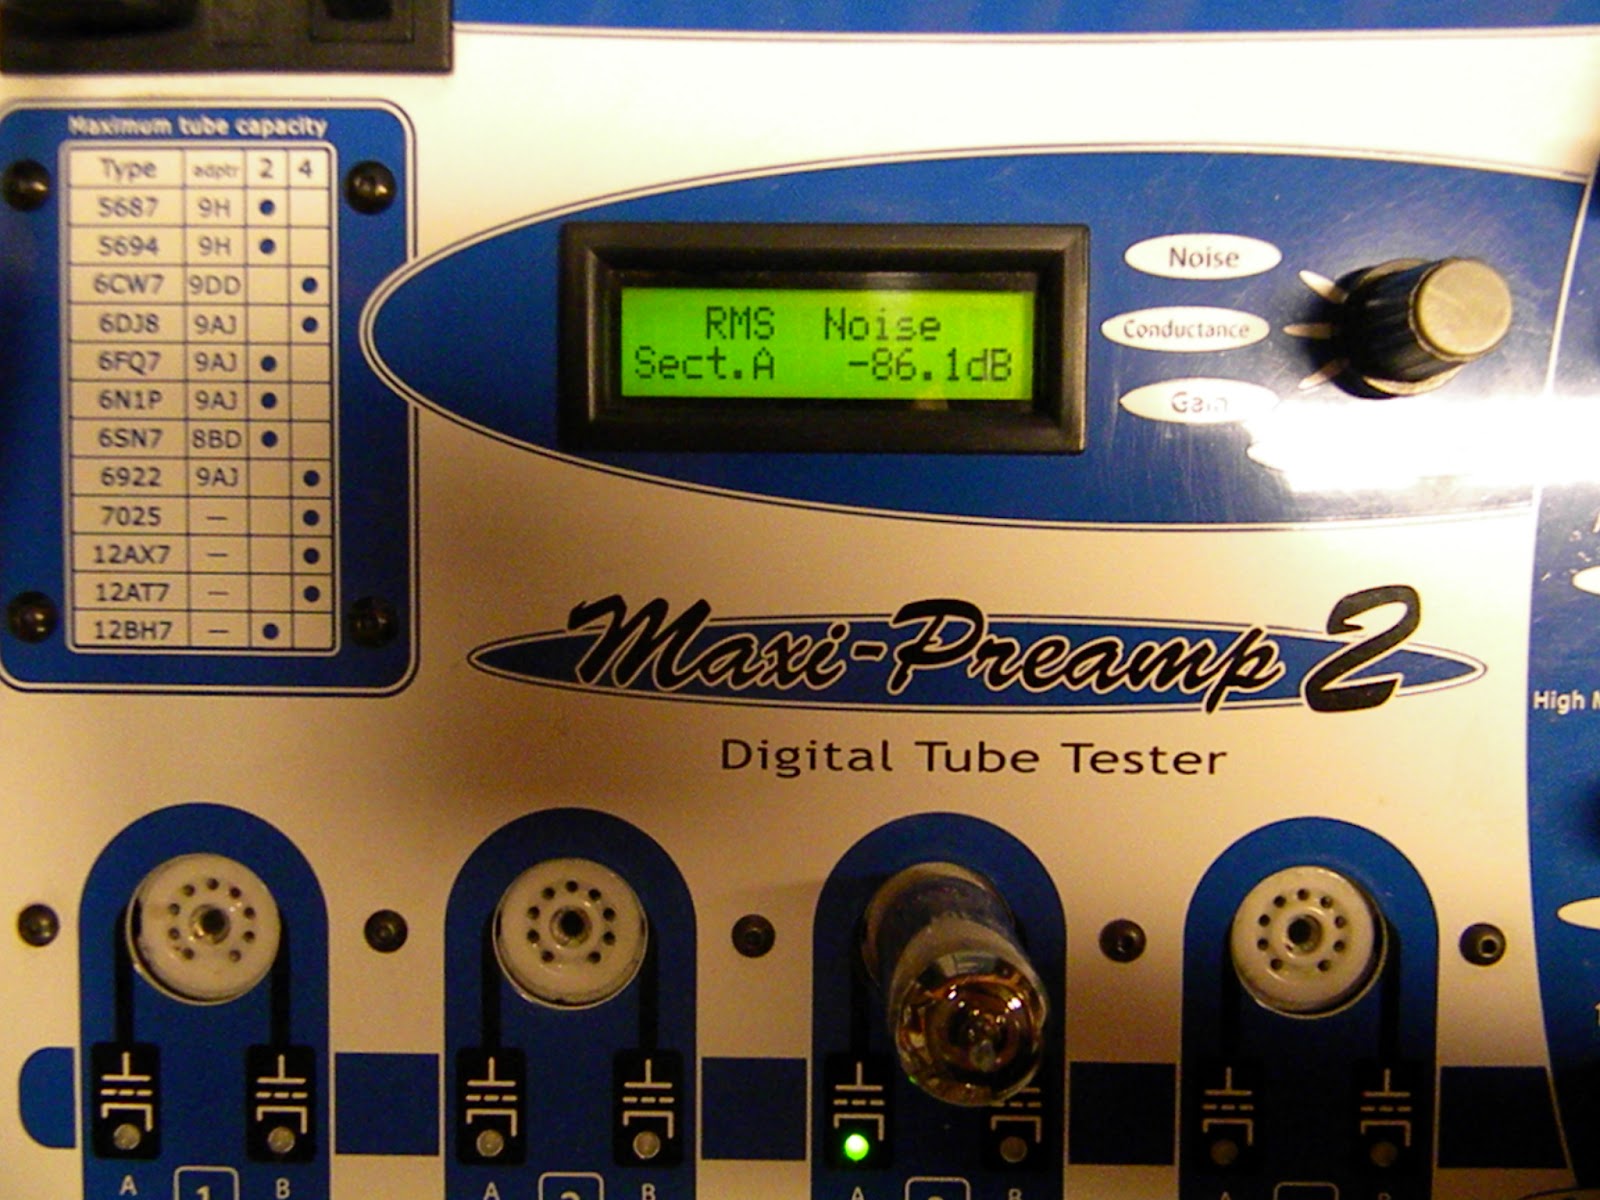 Maximum tube capacity
Type adptr 2 4
5687 9H
5694 9H
6CW7 9DD
6DJ8 9AJ
6FQ7 9AJ
6N1P 9AJ
6SN7 8BD
6922 9AJ
7025 —
12AX7 —
12AT7 —
12BH7 —
RMS Noise
Sect.A -86.1dB
Noise
Conductance
Gain
Maxi-Preamp 2
Digital Tube Tester
High
A 1 B
A 2 B
A B